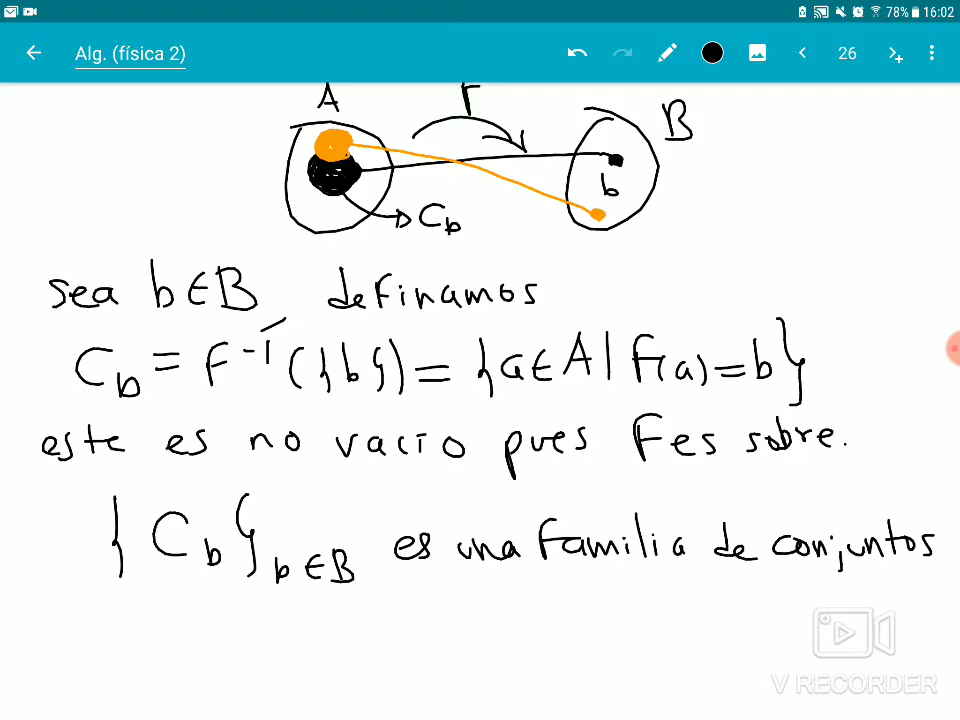 78% 16:02
Alg. (física 2)
26
A
F
B
b
C_b
sea b∈B definamos
C_b = F⁻¹({b}) = {a∈A | F(a) = b}
este es no vacío pues F es sobre.
{C_b}_{b∈B} es una familia de conjuntos
V RECORDER